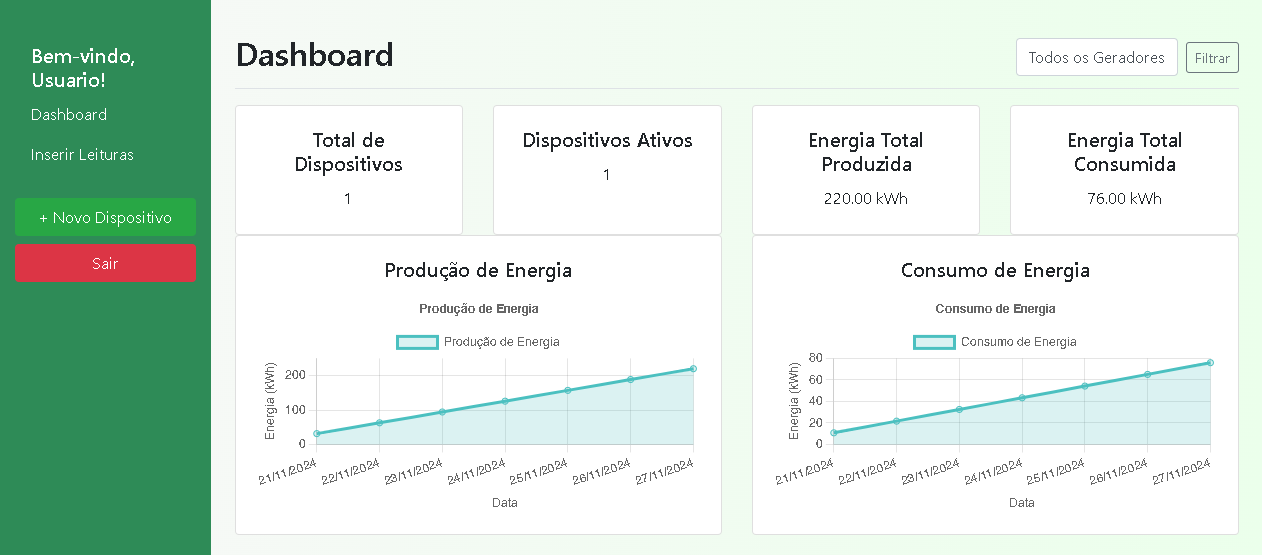 Bem-vindo,
Usuario!
Dashboard
Inserir Leituras
+ Novo Dispositivo
Sair
Dashboard
Todos os Geradores
Filtrar
Total de
Dispositivos
1
Dispositivos Ativos
1
Energia Total
Produzida
220.00 kWh
Energia Total
Consumida
76.00 kWh
Produção de Energia
Produção de Energia
Produção de Energia
Energia (kWh)
200
100
0
21/11/2024
22/11/2024
23/11/2024
24/11/2024
25/11/2024
26/11/2024
27/11/2024
Data
Consumo de Energia
Consumo de Energia
Consumo de Energia
Energia (kWh)
80
60
40
20
0
21/11/2024
22/11/2024
23/11/2024
24/11/2024
25/11/2024
26/11/2024
27/11/2024
Data